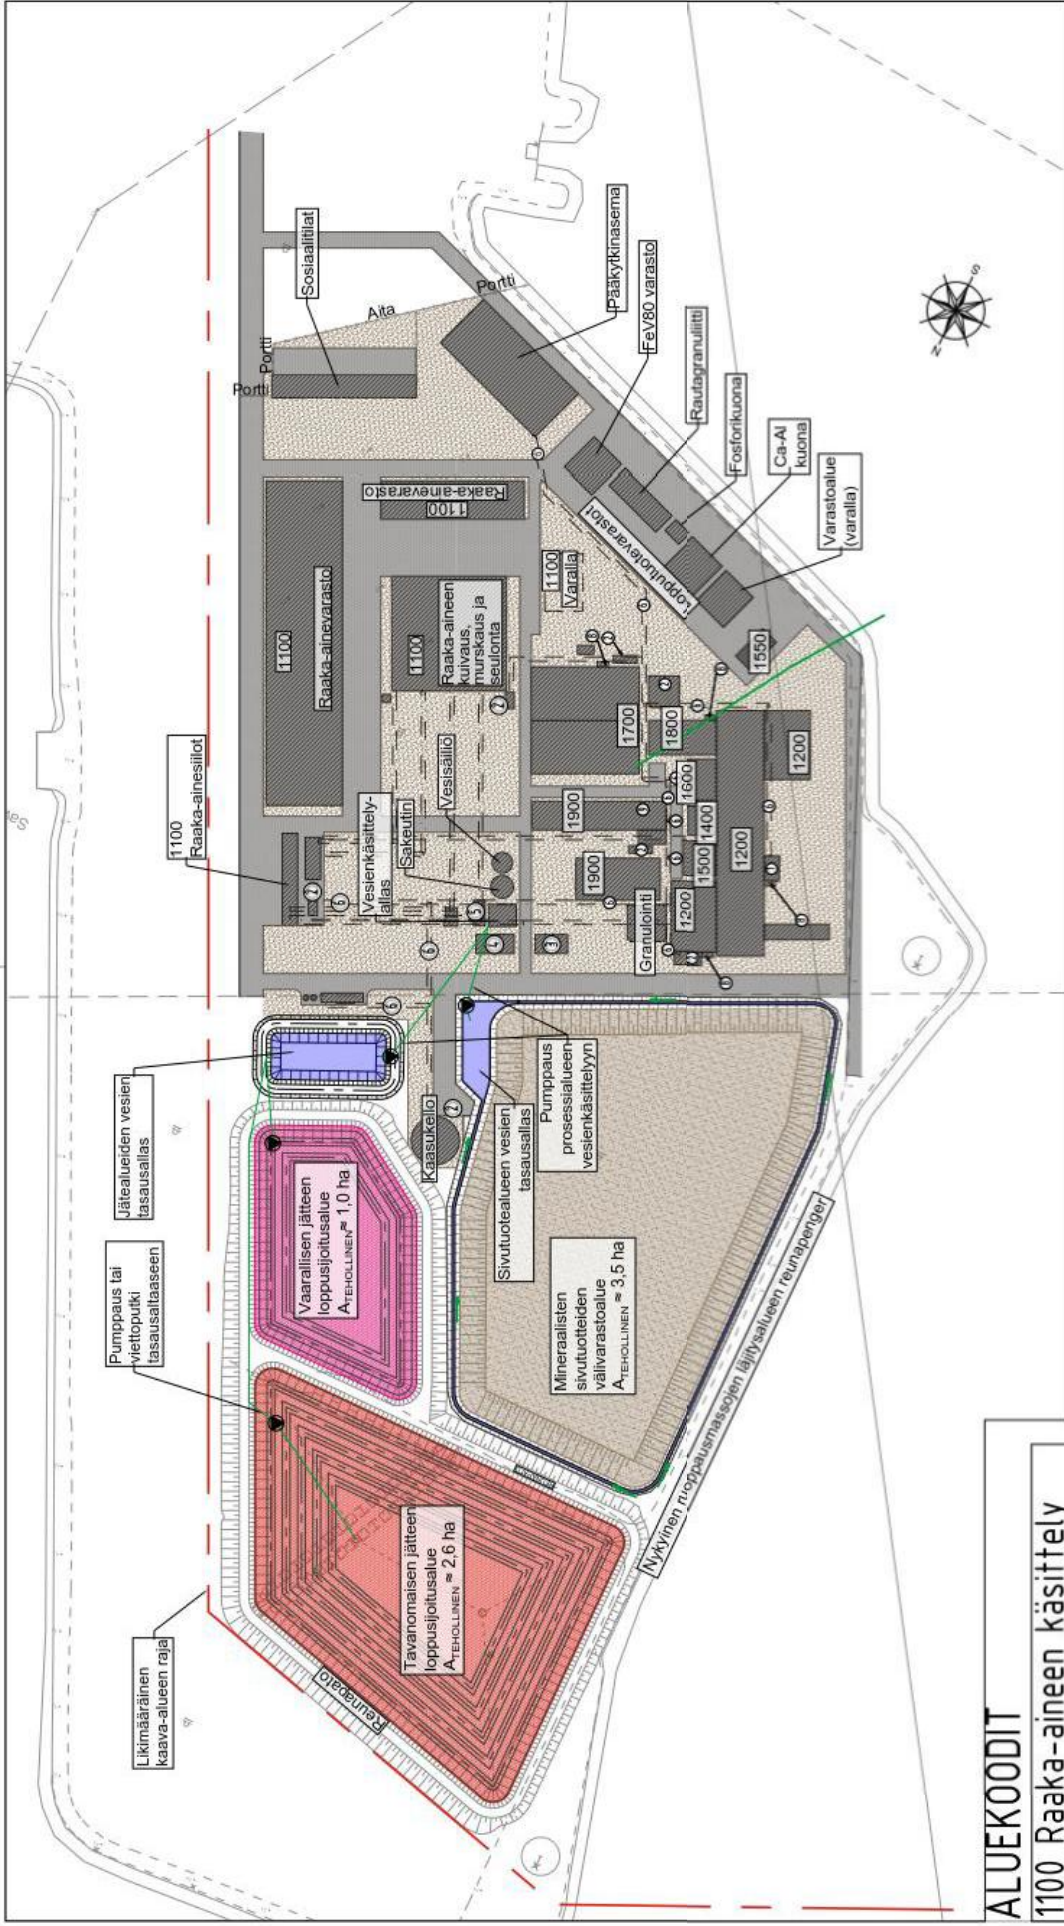 Likimääräinen
kaava-alueen raja
Pumppaus tai
viettoputki
tasausaltaaseen
Jätealueiden vesien
tasausallas
1100
Raaka-ainesiilot
Sosiaalitilat
Portti
Portti
Aita
Portti
Reunapato
Tavanomaisen jätteen
loppusijoitusalue
ATEHOLLINEN ≈ 2,6 ha
Vaarallisen jätteen
loppusijoitusalue
ATEHOLLINEN ≈ 1,0 ha
Kaasukello
Vesienkäsittely-
allas
Sakeutin
Vesisäiliö
1100
Raaka-ainevarasto
1100
Raaka-aineen
kuivaus,
murskaus ja
seulonta
Raaka-ainevarasto
1100
1100
Varalla
Sivutuotealueen vesien
tasausallas
Pumppaus
prosessialueen
vesienkäsittelyyn
Mineraalisten
sivutuotteiden
välivarastoalue
ATEHOLLINEN ≈ 3,5 ha
Nykyinen ruoppausmassojen läjitysalueen reunapenger
Granulointi
1900
1900
1700
1800
1600
1400
1500
1200
1200
1200
1550
Lopputuotevarastot
Pääkytkinasema
FeV80 varasto
Rautagranuliitti
Fosforikuona
Ca-Al
kuona
Varastoalue
(varalla)
N
S
ALUEKOODIT
1100 Raaka-aineen käsittely